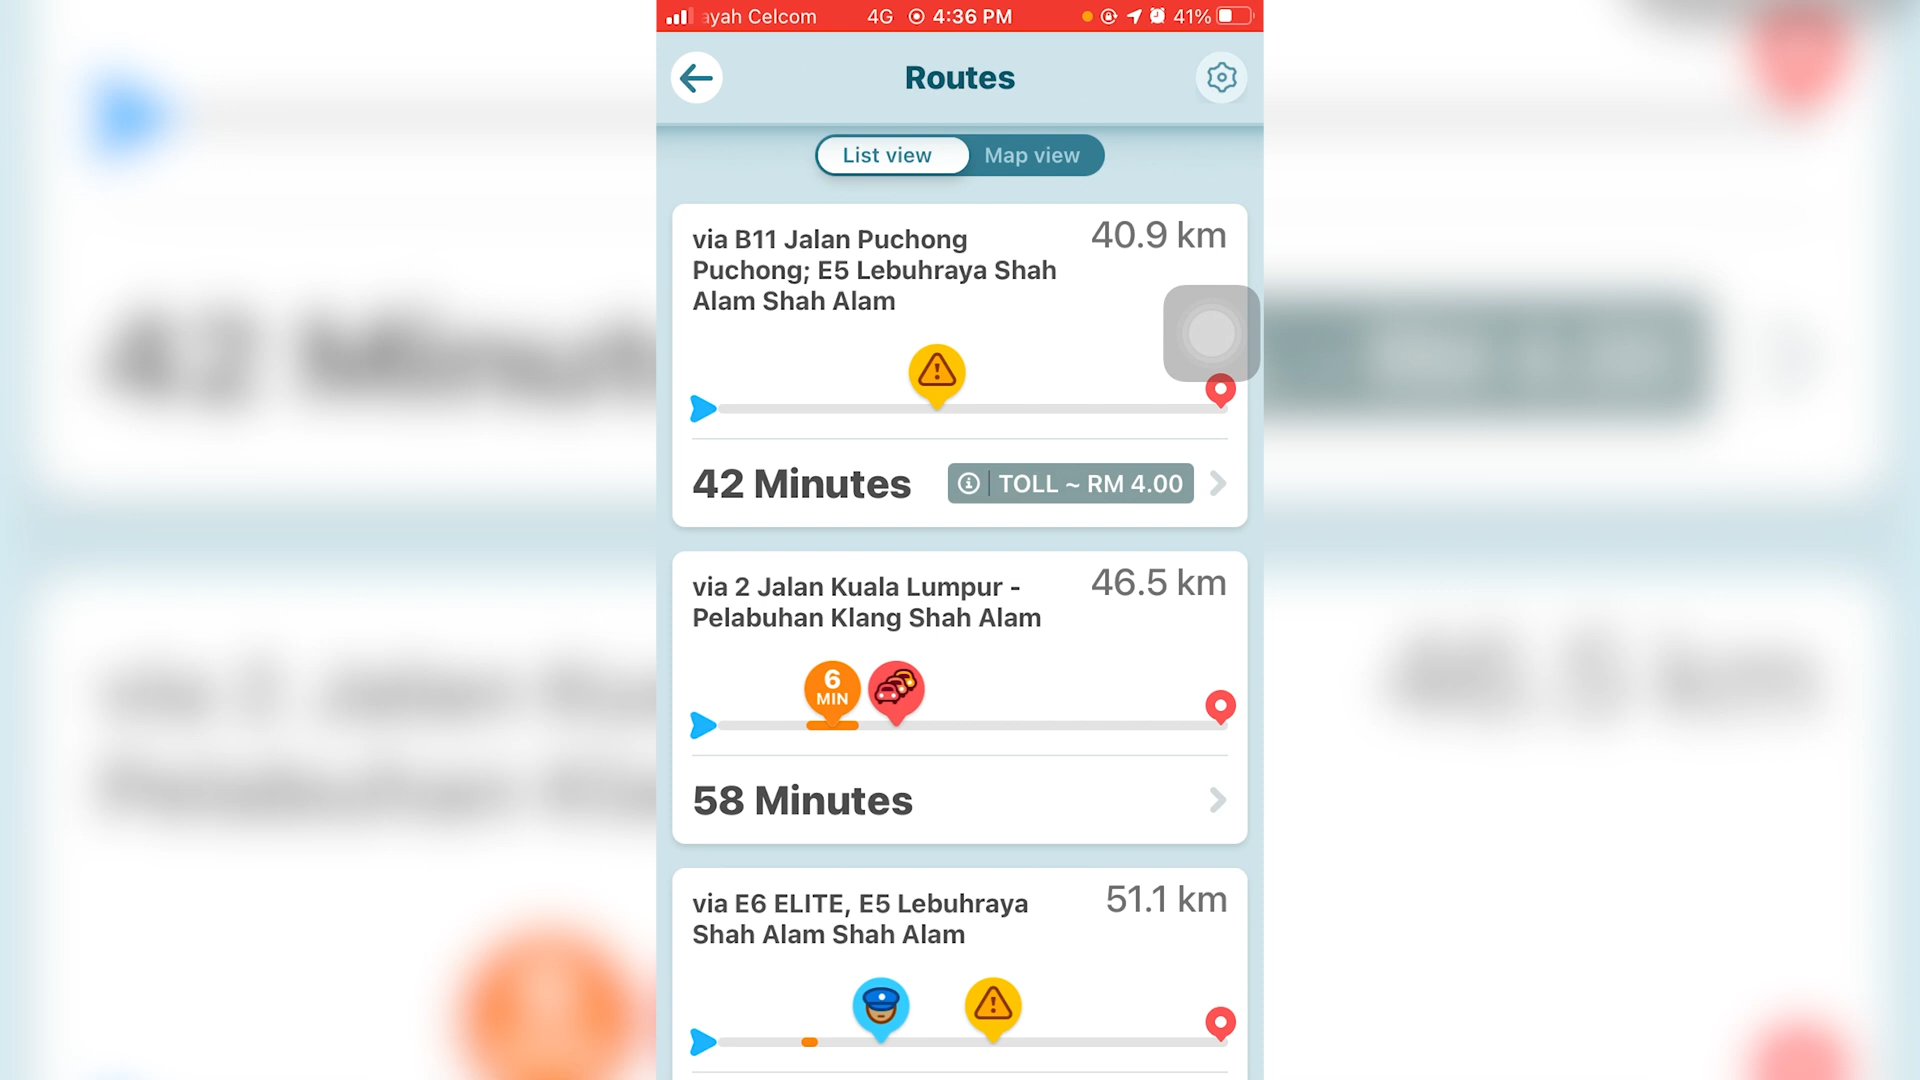 ayah Celcom 4G 4:36 PM 41%
Routes
List view Map view
via B11 Jalan Puchong
Puchong; E5 Lebuhraya Shah
Alam Shah Alam
40.9 km
42 Minutes
TOLL ~ RM 4.00
via 2 Jalan Kuala Lumpur -
Pelabuhan Klang Shah Alam
46.5 km
6
MIN
58 Minutes
via E6 ELITE, E5 Lebuhraya
Shah Alam Shah Alam
51.1 km